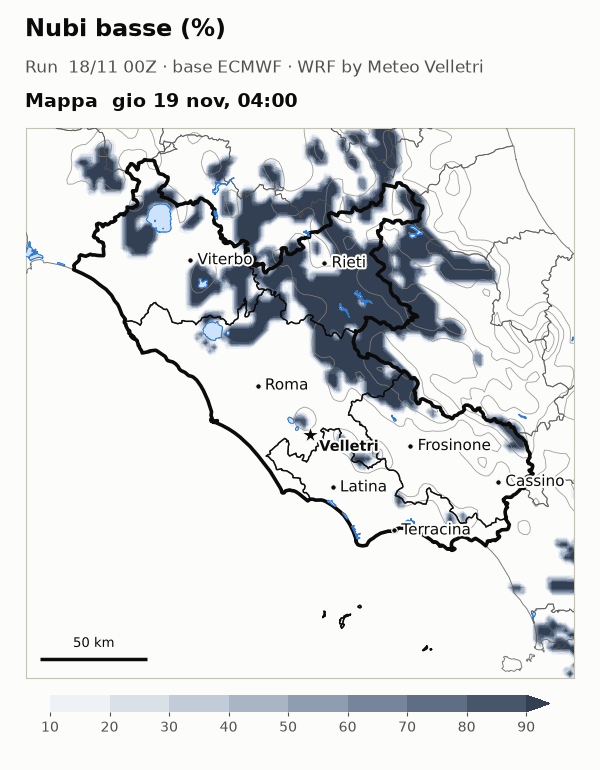 Nubi basse (%)
Run  18/11 00Z · base ECMWF · WRF by Meteo Velletri
Mappa  gio 19 nov, 04:00
Viterbo
Rieti
Roma
Velletri
Frosinone
Cassino
Latina
Terracina
50 km
10 20 30 40 50 60 70 80 90